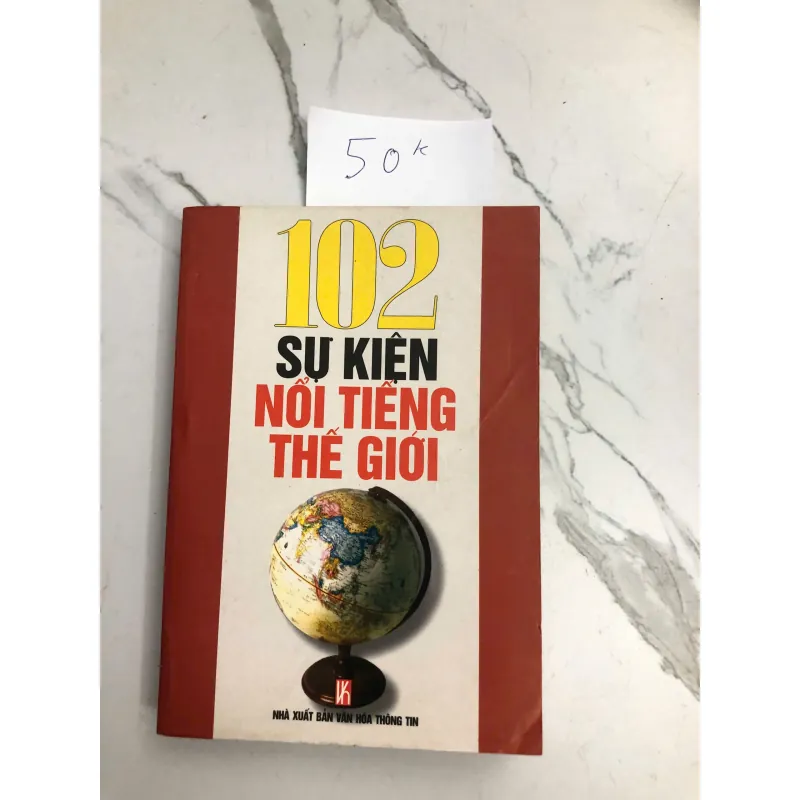 50k
102
SỰ KIỆN
NỔI TIẾNG
THẾ GIỚI
NHÀ XUẤT BẢN VĂN HÓA THÔNG TIN